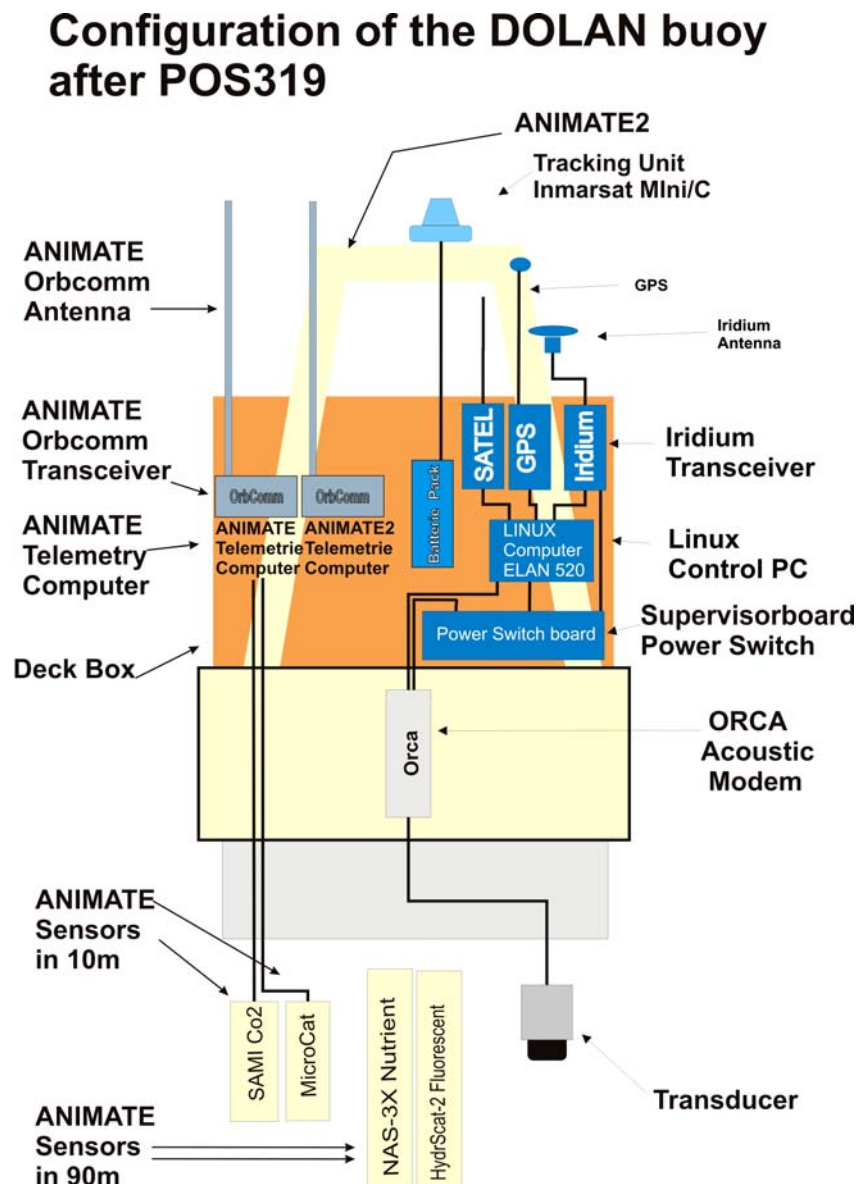 Configuration of the DOLAN buoy
after POS319
ANIMATE2
Tracking Unit
Inmarsat MIni/C
ANIMATE
Orbcomm
Antenna
GPS
Iridium
Antenna
ANIMATE
Orbcomm
Transceiver
SATEL
GPS
Iridium
Iridium
Transceiver
OrbComm
OrbComm
Batterie Pack
ANIMATE
Telemetry
Computer
ANIMATE
Telemetrie
Computer
ANIMATE2
Telemetrie
Computer
LINUX
Computer
ELAN 520
Linux
Control PC
Power Switch board
Supervisorboard
Power Switch
Deck Box
Orca
ORCA
Acoustic
Modem
ANIMATE
Sensors
in 10m
SAMI Co2
MicroCat
NAS-3X Nutrient
HydrScat-2 Fluorescent
Transducer
ANIMATE
Sensors
in 90m